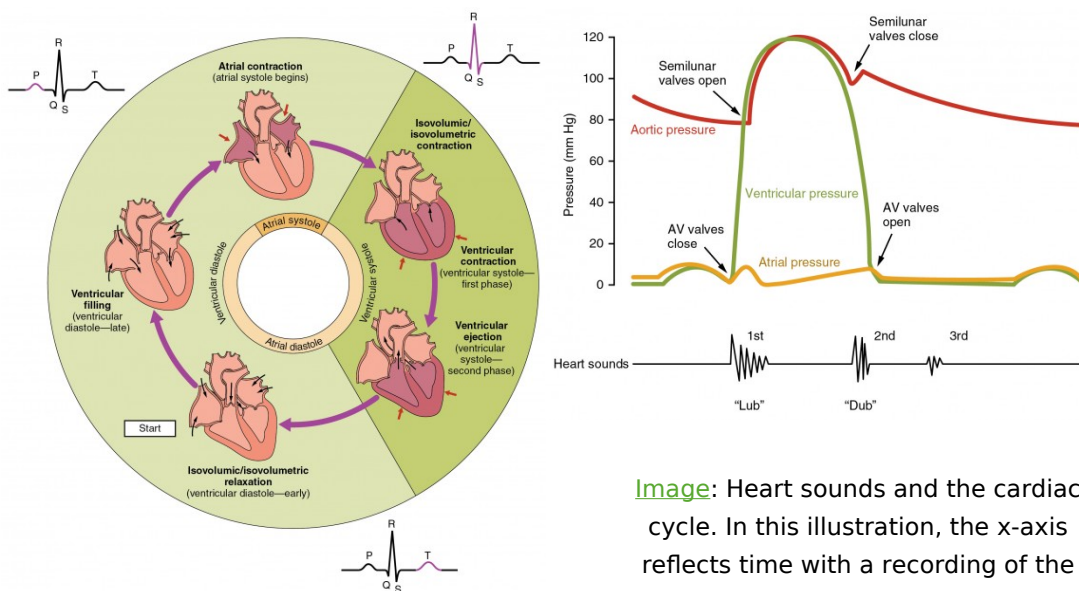 R
P
T
Q
S
R
P
T
Q
S
Atrial contraction
(atrial systole begins)
Isovolumic/
isovolumetric
contraction
Ventricular
contraction
(ventricular systole—
first phase)
Ventricular
ejection
(ventricular
systole—
second phase)
Isovolumic/isovolumetric
relaxation
(ventricular diastole—early)
Start
Ventricular
filling
(ventricular
diastole—late)
Atrial systole
Ventricular systole
Atrial diastole
Ventricular diastole
R
P
T
Q
S
Pressure (mm Hg)
120
100
80
60
40
20
0
Semilunar
valves open
Semilunar
valves close
Aortic pressure
Ventricular pressure
AV valves
close
AV valves
open
Atrial pressure
Heart sounds
1st
2nd
3rd
“Lub”
“Dub”
Image: Heart sounds and the cardiac
cycle. In this illustration, the x-axis
reflects time with a recording of the